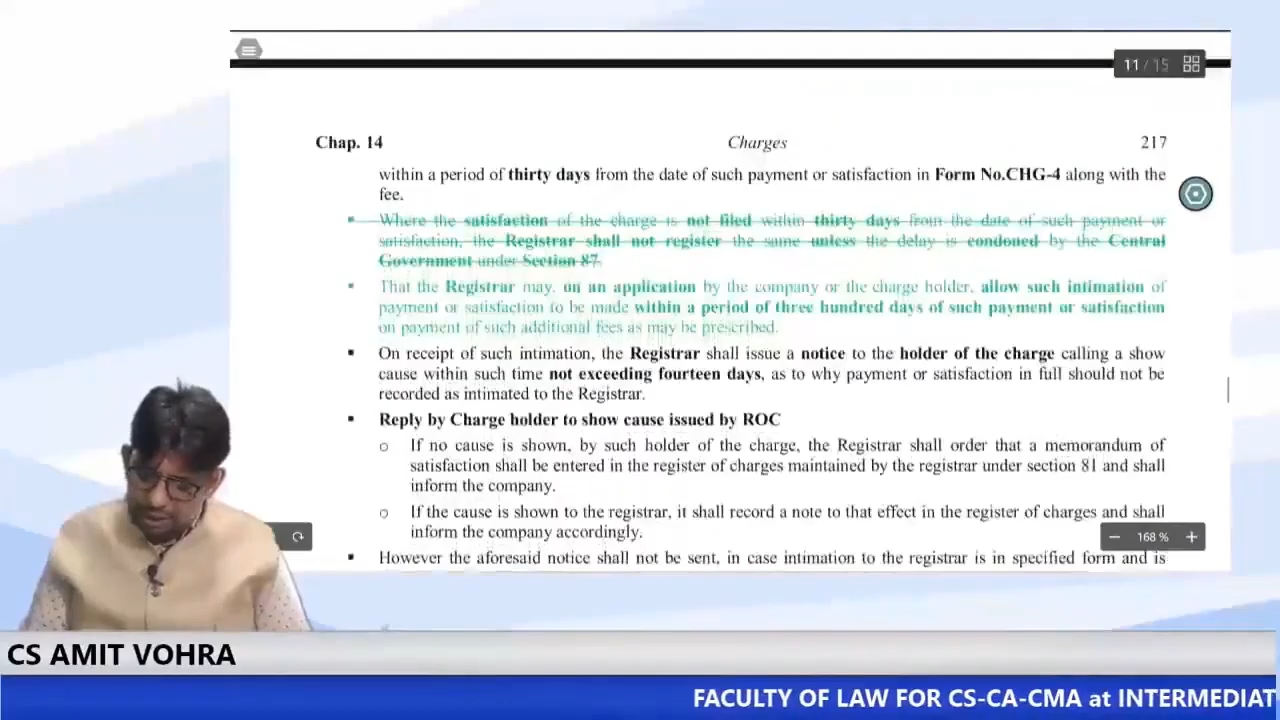 11 / 15
Chap. 14 Charges 217
within a period of thirty days from the date of such payment or satisfaction in Form No.CHG-4 along with the
fee.
▪ Where the satisfaction of the charge is not filed within thirty days from the date of such payment or
satisfaction, the Registrar shall not register the same unless the delay is condoned by the Central
Government under Section 87.
▪ That the Registrar may, on an application by the company or the charge holder, allow such intimation of
payment or satisfaction to be made within a period of three hundred days of such payment or satisfaction
on payment of such additional fees as may be prescribed.
▪ On receipt of such intimation, the Registrar shall issue a notice to the holder of the charge calling a show
cause within such time not exceeding fourteen days, as to why payment or satisfaction in full should not be
recorded as intimated to the Registrar.
▪ Reply by Charge holder to show cause issued by ROC
o If no cause is shown, by such holder of the charge, the Registrar shall order that a memorandum of
satisfaction shall be entered in the register of charges maintained by the registrar under section 81 and shall
inform the company.
o If the cause is shown to the registrar, it shall record a note to that effect in the register of charges and shall
inform the company accordingly.
− 168 % +
▪ However the aforesaid notice shall not be sent, in case intimation to the registrar is in specified form and is
CS AMIT VOHRA
FACULTY OF LAW FOR CS-CA-CMA at INTERMEDIAT